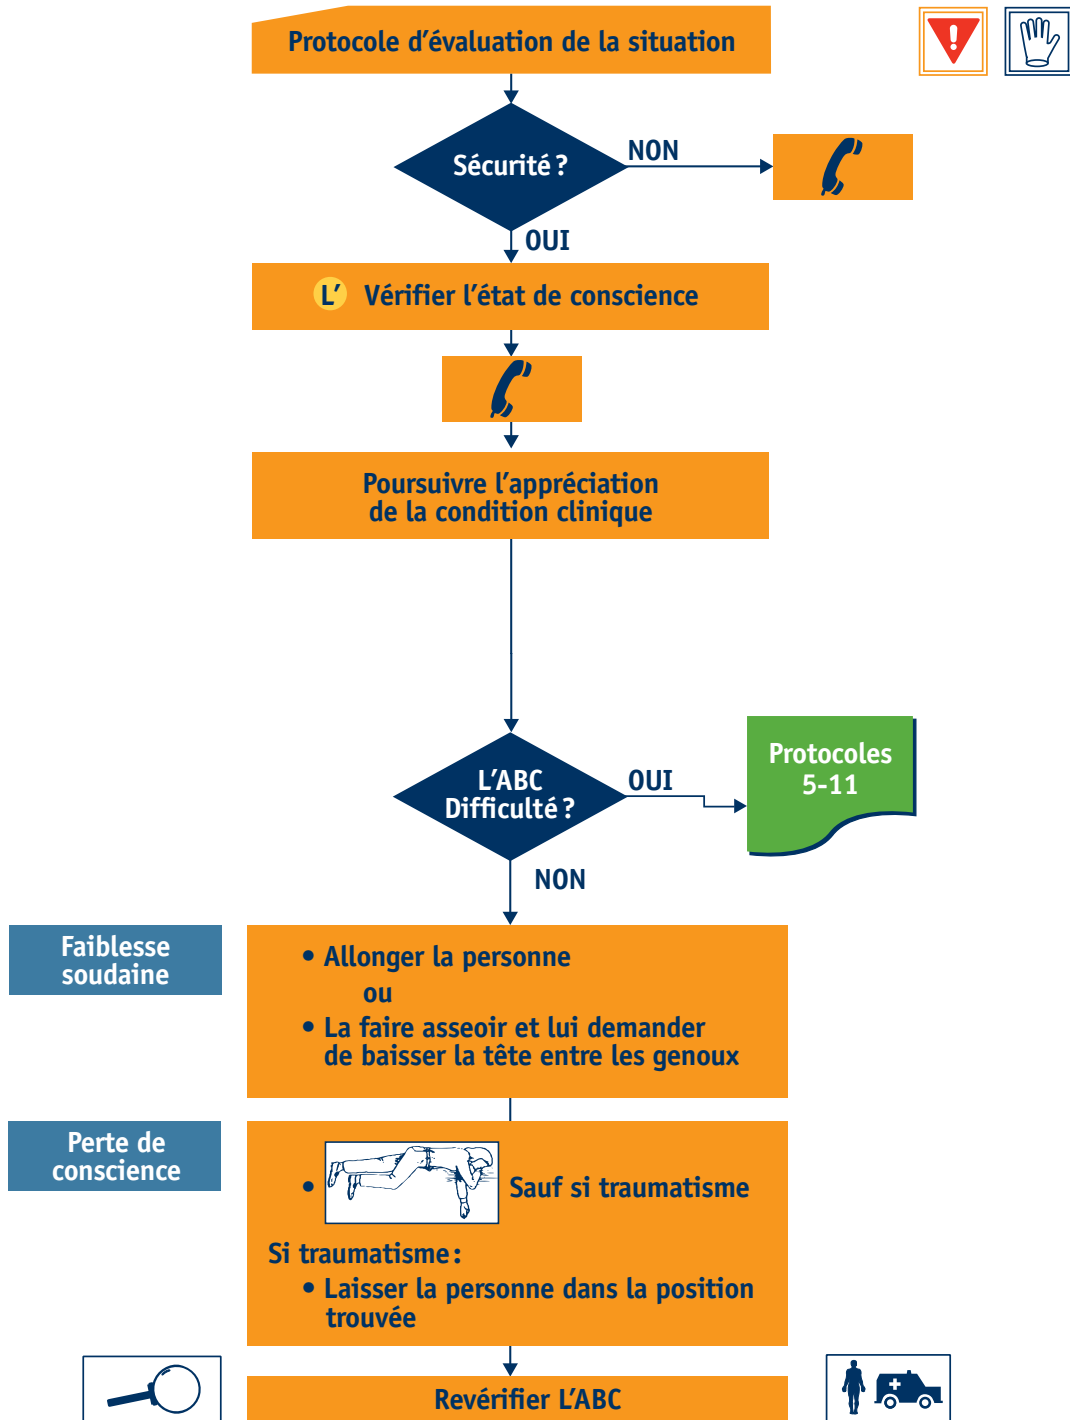 Protocole d’évaluation de la situation
!
Sécurité ?
NON
OUI
L’ Vérifier l’état de conscience
Poursuivre l’appréciation
de la condition clinique
L’ABC
Difficulté ?
OUI
Protocoles
5-11
NON
Faiblesse
soudaine
• Allonger la personne
ou
• La faire asseoir et lui demander
de baisser la tête entre les genoux
Perte de
conscience
• Sauf si traumatisme
Si traumatisme :
• Laisser la personne dans la position
trouvée
Revérifier L’ABC